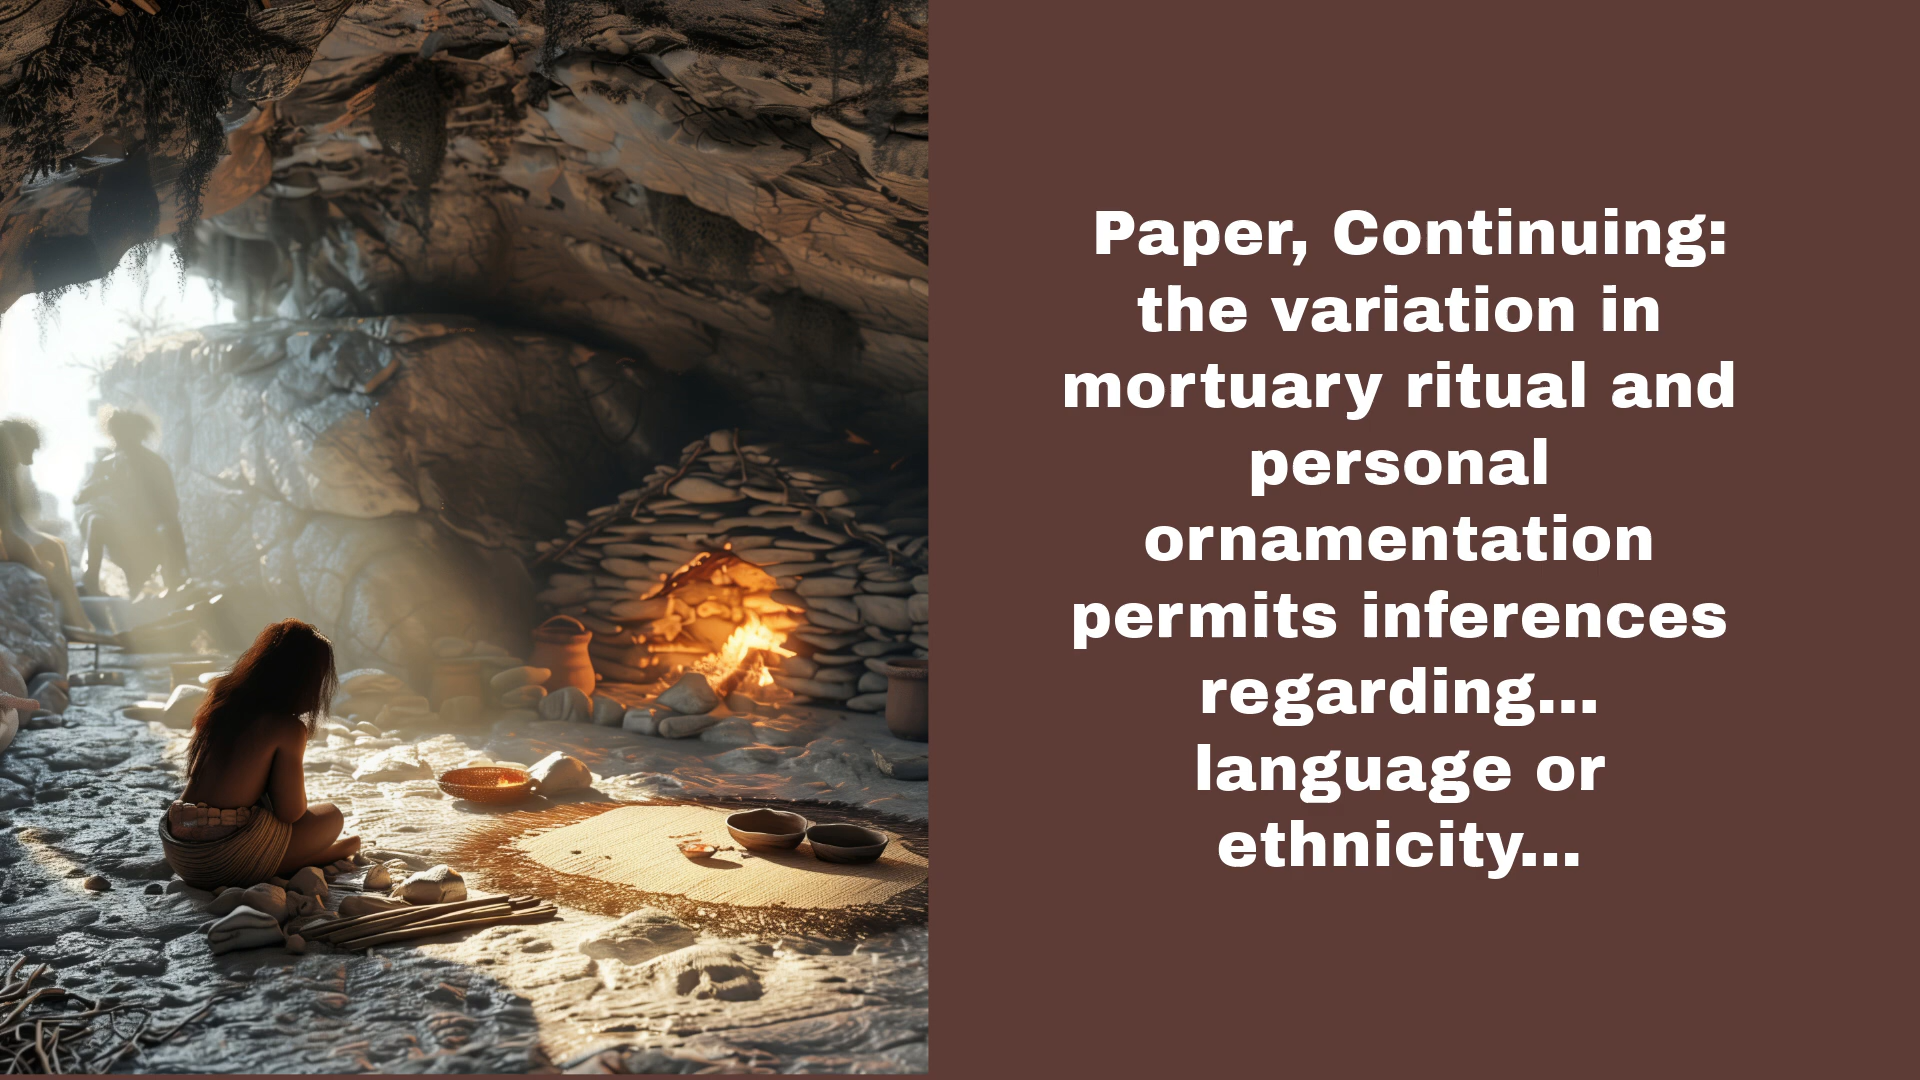 Paper, Continuing:
the variation in
mortuary ritual and
personal
ornamentation
permits inferences
regarding...
language or
ethnicity...